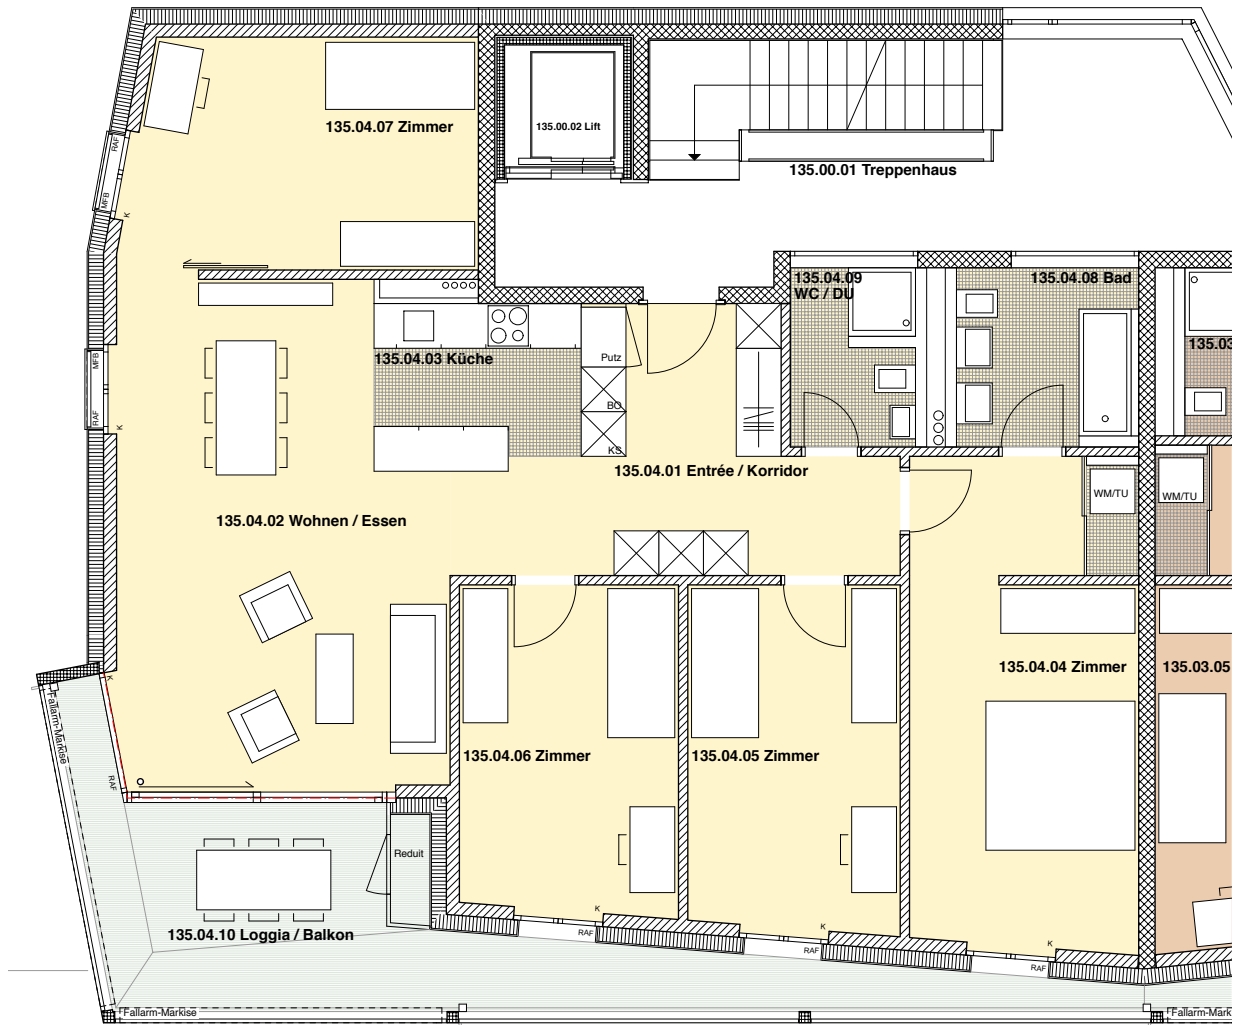 135.04.07 Zimmer
135.00.02 Lift
135.00.01 Treppenhaus
RAF
MFB
K
135.04.09
WC / DU
135.04.08 Bad
135.03
135.04.03 Küche
Putz
BO
KS
MFB
RAF
K
135.04.01 Entrée / Korridor
WM/TU
WM/TU
135.04.02 Wohnen / Essen
135.04.04 Zimmer
135.03.05
K
Fallarm-Markise
RAF
135.04.06 Zimmer
135.04.05 Zimmer
Reduit
135.04.10 Loggia / Balkon
K
RAF
K
RAF
K
RAF
Fallarm-Markise
Fallarm-Mark